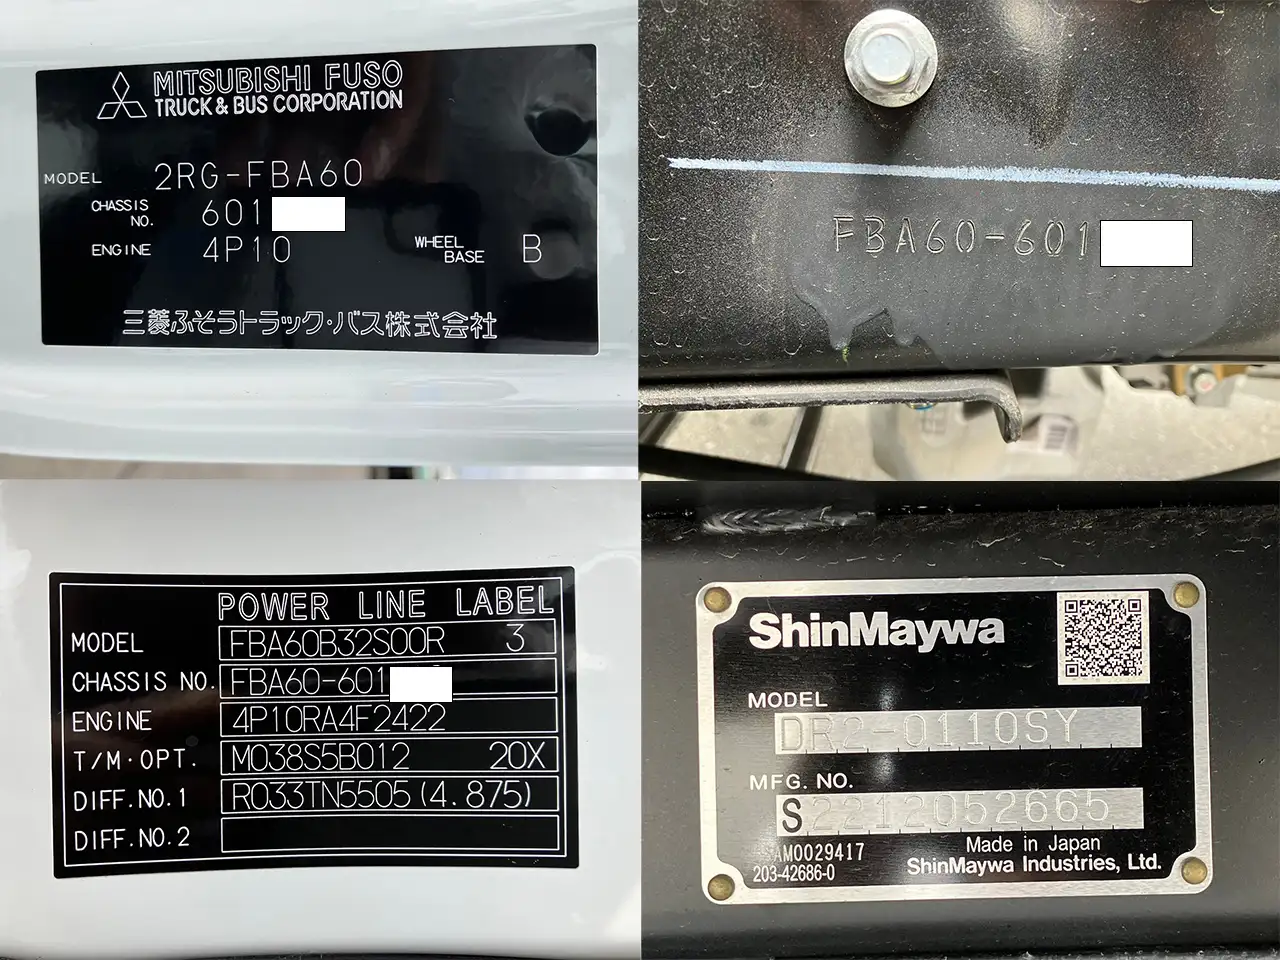 MITSUBISHI FUSO
TRUCK & BUS CORPORATION
MODEL 2RG-FBA60
CHASSIS NO. 601
ENGINE 4P10
WHEEL BASE B
三菱ふそうトラック・バス株式会社
FBA60-601
POWER LINE LABEL
MODEL FBA60B32S00R 3
CHASSIS NO. FBA60-601
ENGINE 4P10RA4F2422
T/M・OPT. M038S5B012 20X
DIFF.NO.1 R033TN5505(4.875)
DIFF.NO.2
ShinMaywa
MODEL
DR2-0110SY
MFG. NO.
S2212052665
AM0029417
203-42686-0
Made in Japan
ShinMaywa Industries, Ltd.